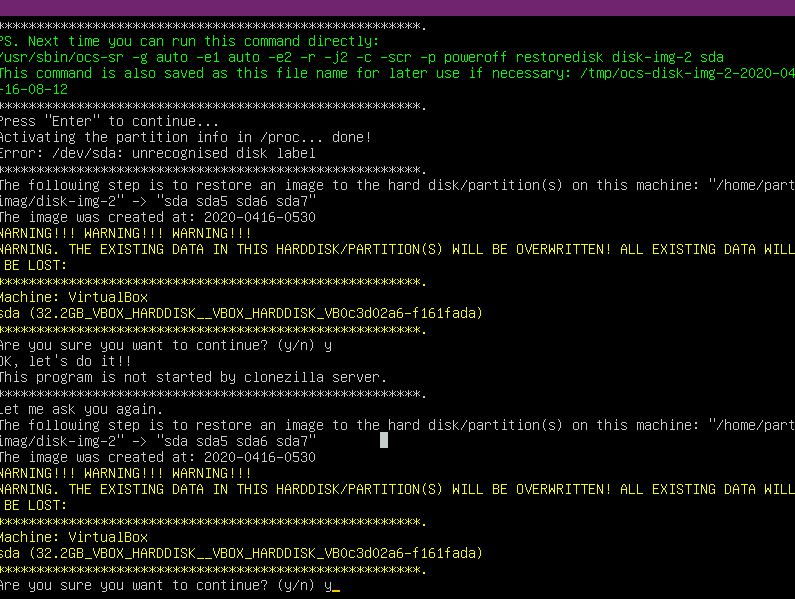 *****************************************************.
PS. Next time you can run this command directly:
/usr/sbin/ocs-sr -g auto -e1 auto -e2 -r -j2 -c -scr -p poweroff restoredisk disk-img-2 sda
This command is also saved as this file name for later use if necessary: /tmp/ocs-disk-img-2-2020-04
-16-08-12
*****************************************************.
Press "Enter" to continue...
Activating the partition info in /proc... done!
Error: /dev/sda: unrecognised disk label
*****************************************************.
The following step is to restore an image to the hard disk/partition(s) on this machine: "/home/part
imag/disk-img-2" -> "sda sda5 sda6 sda7"
The image was created at: 2020-0416-0530
WARNING!!! WARNING!!! WARNING!!!
WARNING. THE EXISTING DATA IN THIS HARDDISK/PARTITION(S) WILL BE OVERWRITTEN! ALL EXISTING DATA WILL
BE LOST:
*****************************************************.
Machine: VirtualBox
sda (32.2GB_VBOX_HARDDISK__VBOX_HARDDISK_VB0c3d02a6-f161fada)
*****************************************************.
Are you sure you want to continue? (y/n) y
OK, let's do it!!
This program is not started by clonezilla server.
*****************************************************.
Let me ask you again.
The following step is to restore an image to the hard disk/partition(s) on this machine: "/home/part
imag/disk-img-2" -> "sda sda5 sda6 sda7"
The image was created at: 2020-0416-0530
WARNING!!! WARNING!!! WARNING!!!
WARNING. THE EXISTING DATA IN THIS HARDDISK/PARTITION(S) WILL BE OVERWRITTEN! ALL EXISTING DATA WILL
BE LOST:
*****************************************************.
Machine: VirtualBox
sda (32.2GB_VBOX_HARDDISK__VBOX_HARDDISK_VB0c3d02a6-f161fada)
*****************************************************.
Are you sure you want to continue? (y/n) y_